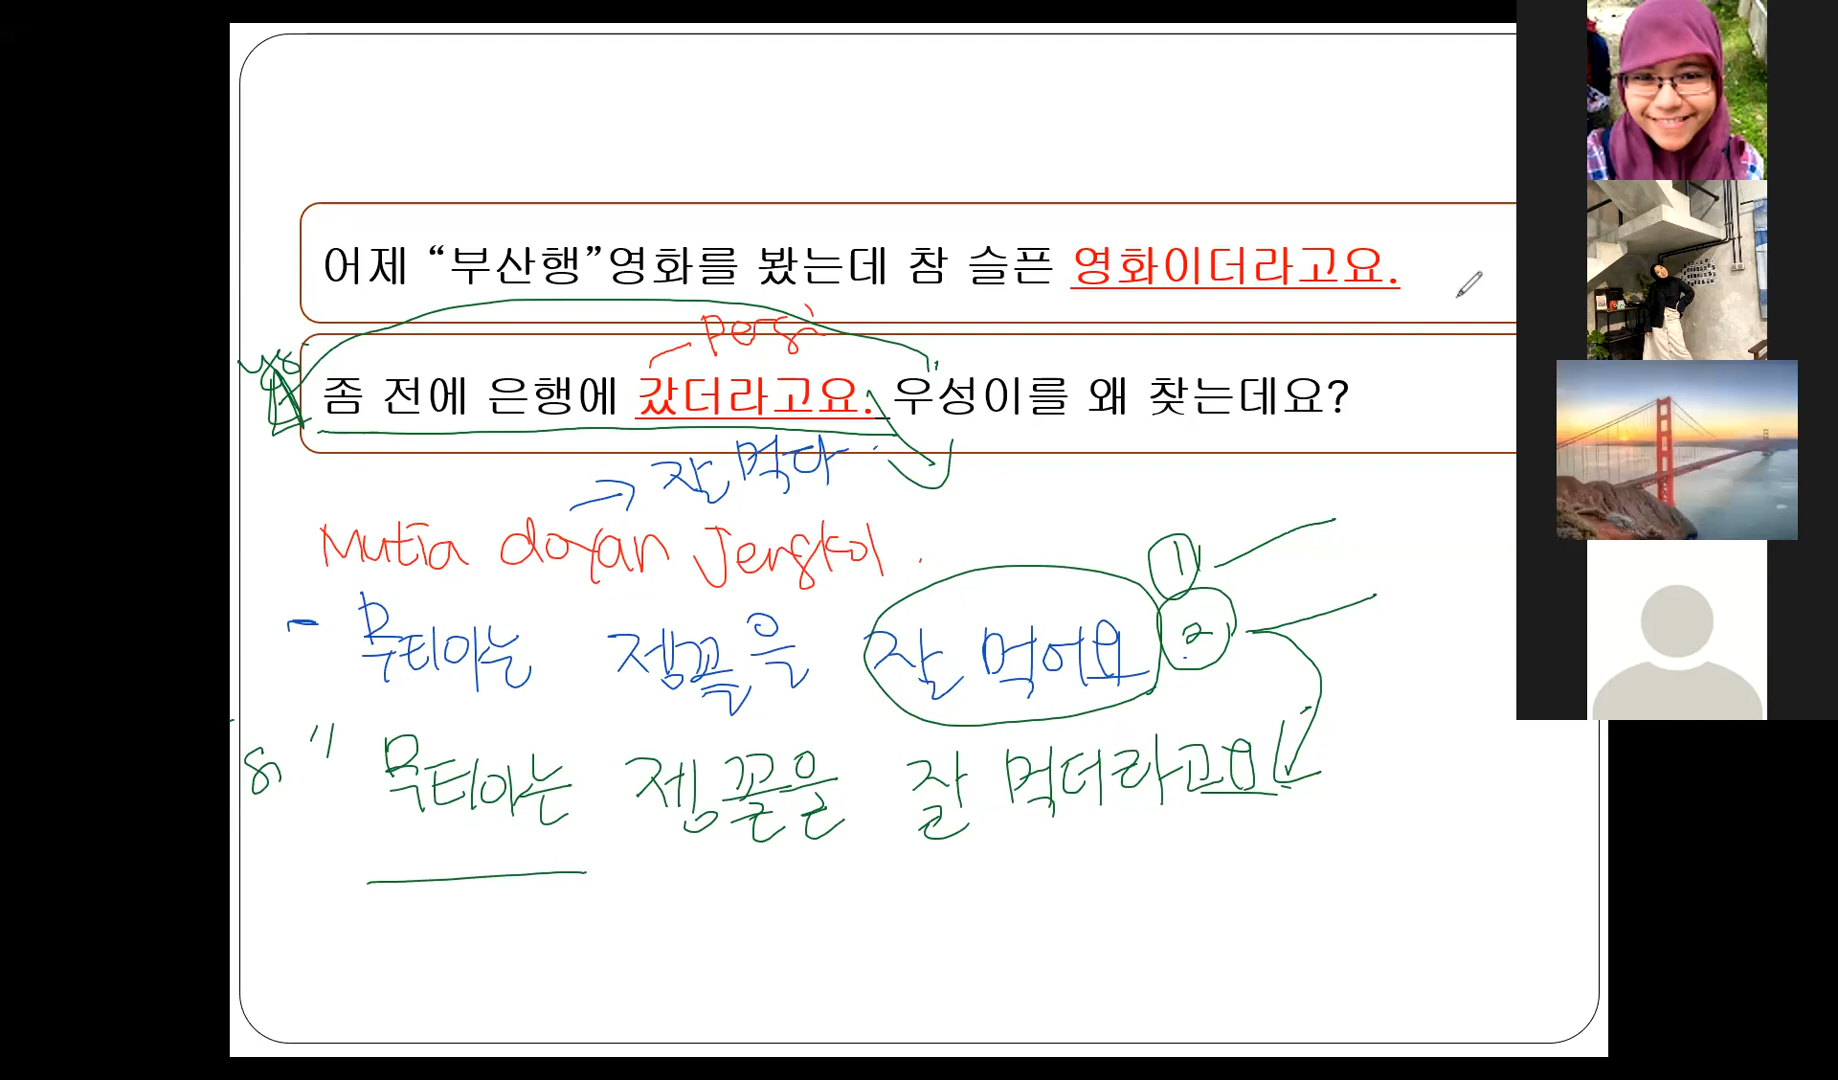 어제 “부산행”영화를 봤는데 참 슬픈 영화이더라고요.
pergi
좀 전에 은행에 갔더라고요. 우성이를 왜 찾는데요?
잘 먹다
Mutia doyan Jengkol.
1
- 무티아는 젱꼴을 잘 먹어요 2
무티아는 젱꼴을 잘 먹더라고요